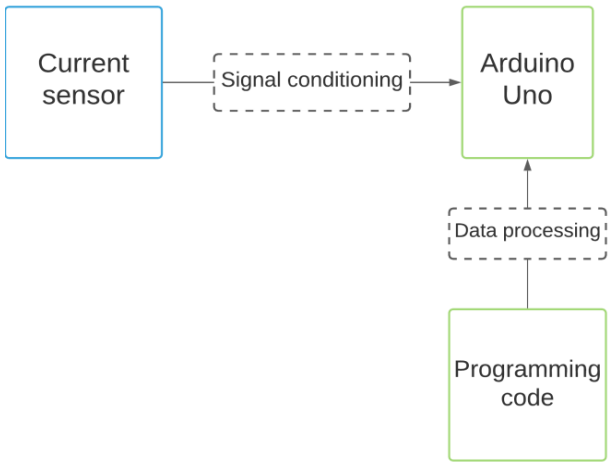 Current
sensor
Signal conditioning
Arduino
Uno
Data processing
Programming
code